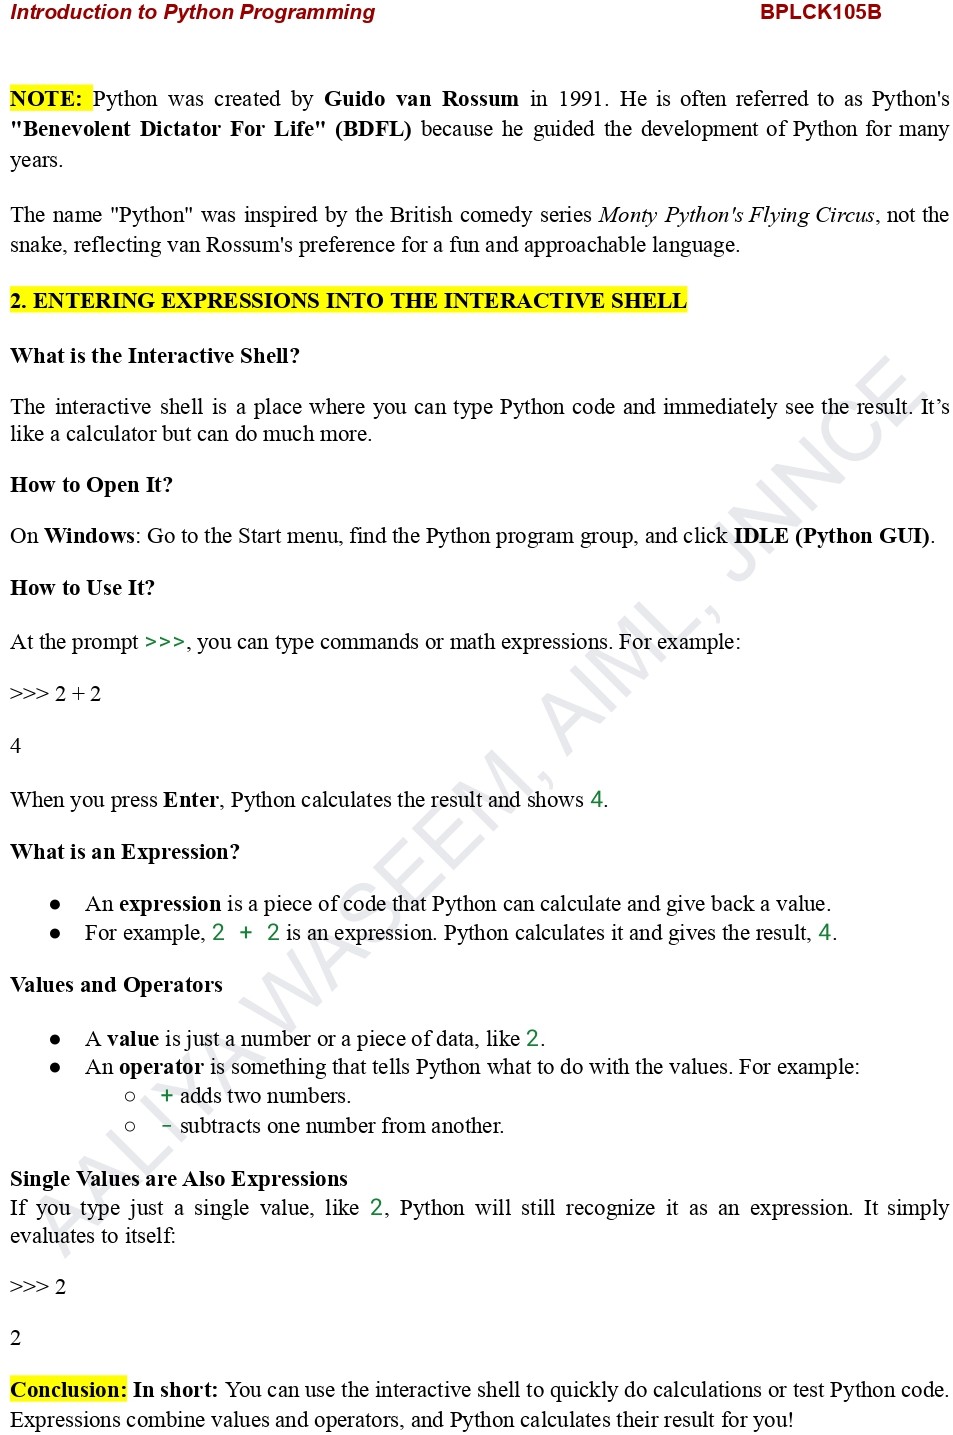 Introduction to Python Programming BPLCK105B
NOTE: Python was created by Guido van Rossum in 1991. He is often referred to as Python's
"Benevolent Dictator For Life" (BDFL) because he guided the development of Python for many
years.
The name "Python" was inspired by the British comedy series Monty Python's Flying Circus, not the
snake, reflecting van Rossum's preference for a fun and approachable language.
2. ENTERING EXPRESSIONS INTO THE INTERACTIVE SHELL
What is the Interactive Shell?
The interactive shell is a place where you can type Python code and immediately see the result. It’s
like a calculator but can do much more.
How to Open It?
On Windows: Go to the Start menu, find the Python program group, and click IDLE (Python GUI).
How to Use It?
At the prompt >>>, you can type commands or math expressions. For example:
>>> 2 + 2
4
When you press Enter, Python calculates the result and shows 4.
What is an Expression?
● An expression is a piece of code that Python can calculate and give back a value.
● For example, 2 + 2 is an expression. Python calculates it and gives the result, 4.
Values and Operators
● A value is just a number or a piece of data, like 2.
● An operator is something that tells Python what to do with the values. For example:
○ + adds two numbers.
○ - subtracts one number from another.
Single Values are Also Expressions
If you type just a single value, like 2, Python will still recognize it as an expression. It simply
evaluates to itself:
>>> 2
2
Conclusion: In short: You can use the interactive shell to quickly do calculations or test Python code.
Expressions combine values and operators, and Python calculates their result for you!
AALIYA WASEEM, AIML, JNNCE